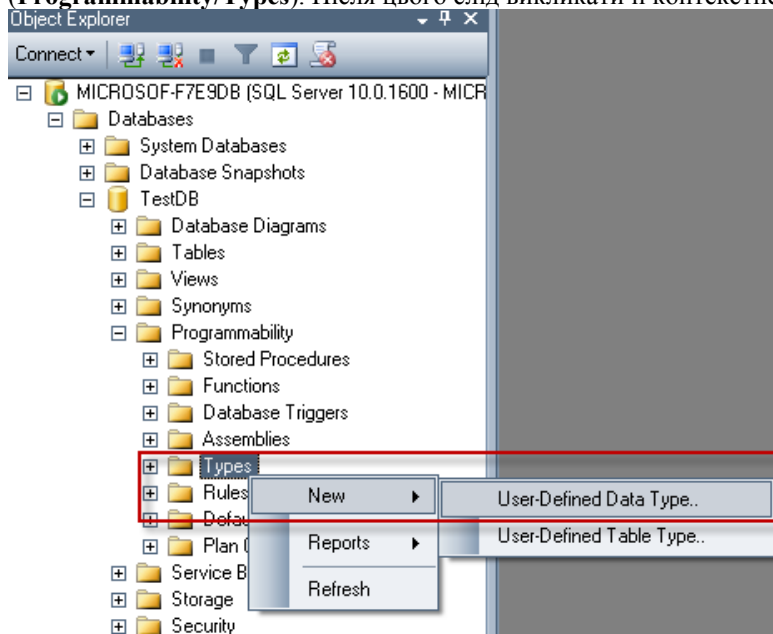 (Programmability/Types). Після цього слід викликати її контекстне
Object Explorer
Connect
MICROSOF-F7E9DB (SQL Server 10.0.1600 - MICR
Databases
System Databases
Database Snapshots
TestDB
Database Diagrams
Tables
Views
Synonyms
Programmability
Stored Procedures
Functions
Database Triggers
Assemblies
Types
Rules New User-Defined Data Type..
Defau
Plan Reports User-Defined Table Type..
Service B
Storage Refresh
Security